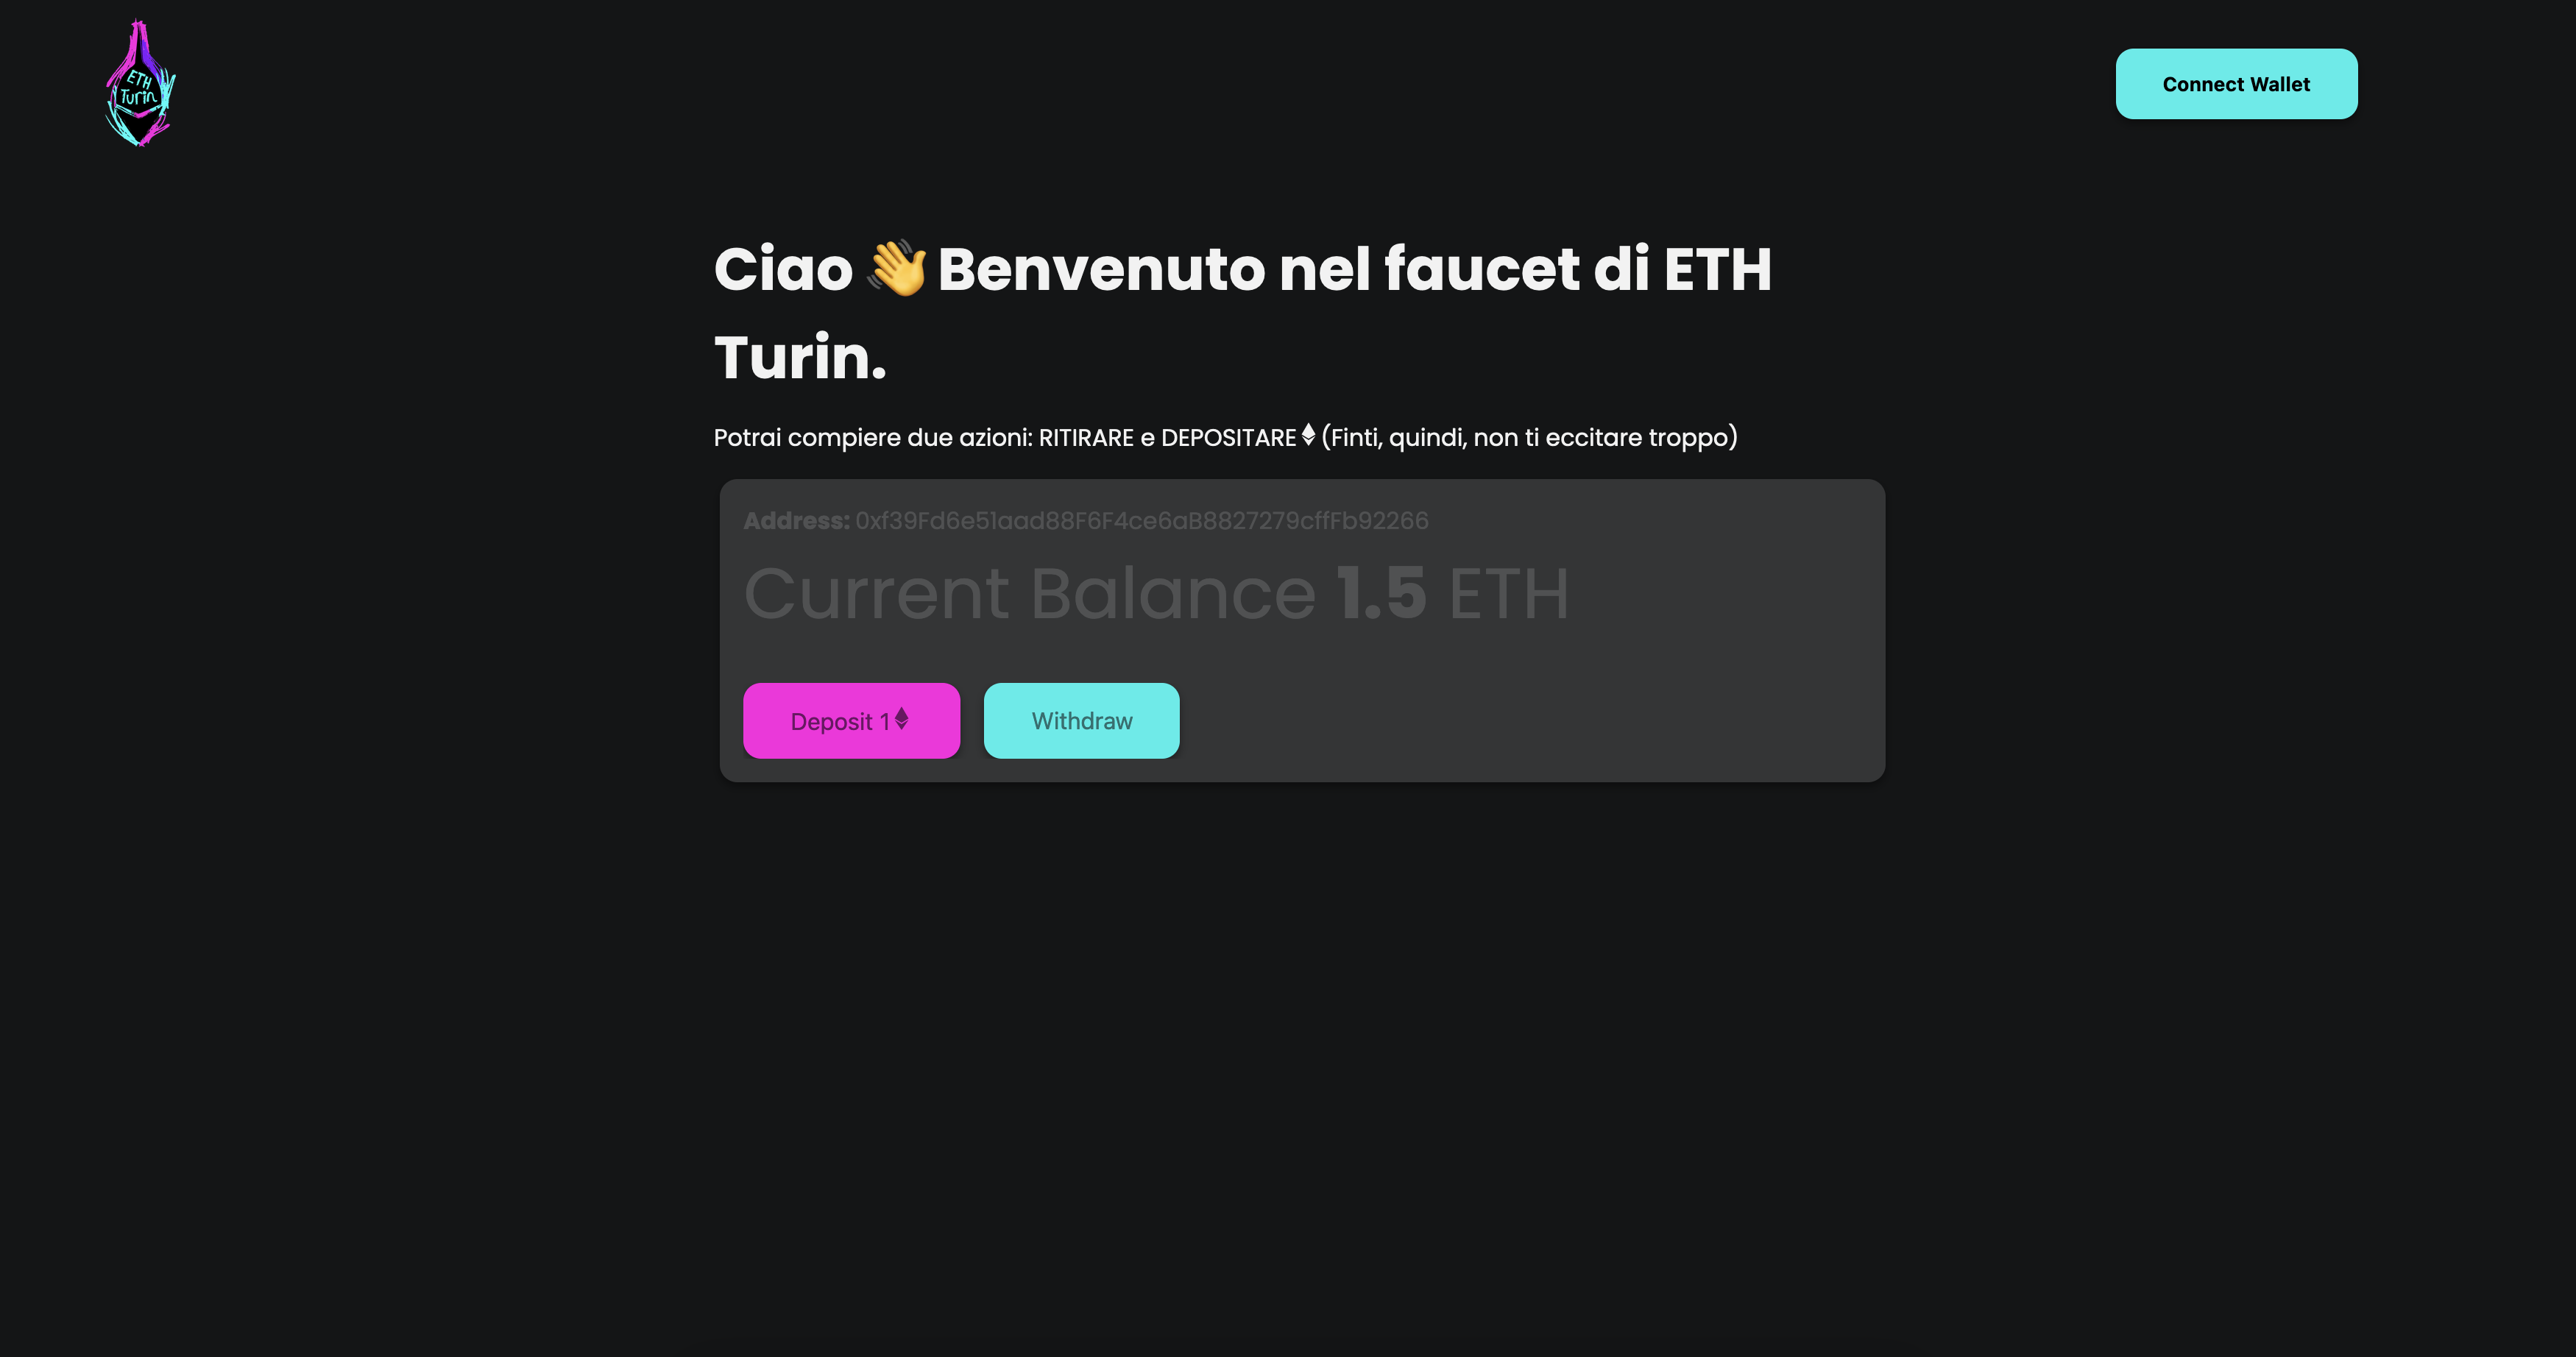 ETH
Turin
Connect Wallet
Ciao 👋 Benvenuto nel faucet di ETH
Turin.
Potrai compiere due azioni: RITIRARE e DEPOSITARE (Finti, quindi, non ti eccitare troppo)
Address: 0xf39Fd6e51aad88F6F4ce6aB8827279cffFb92266
Current Balance 1.5 ETH
Deposit 1
Withdraw